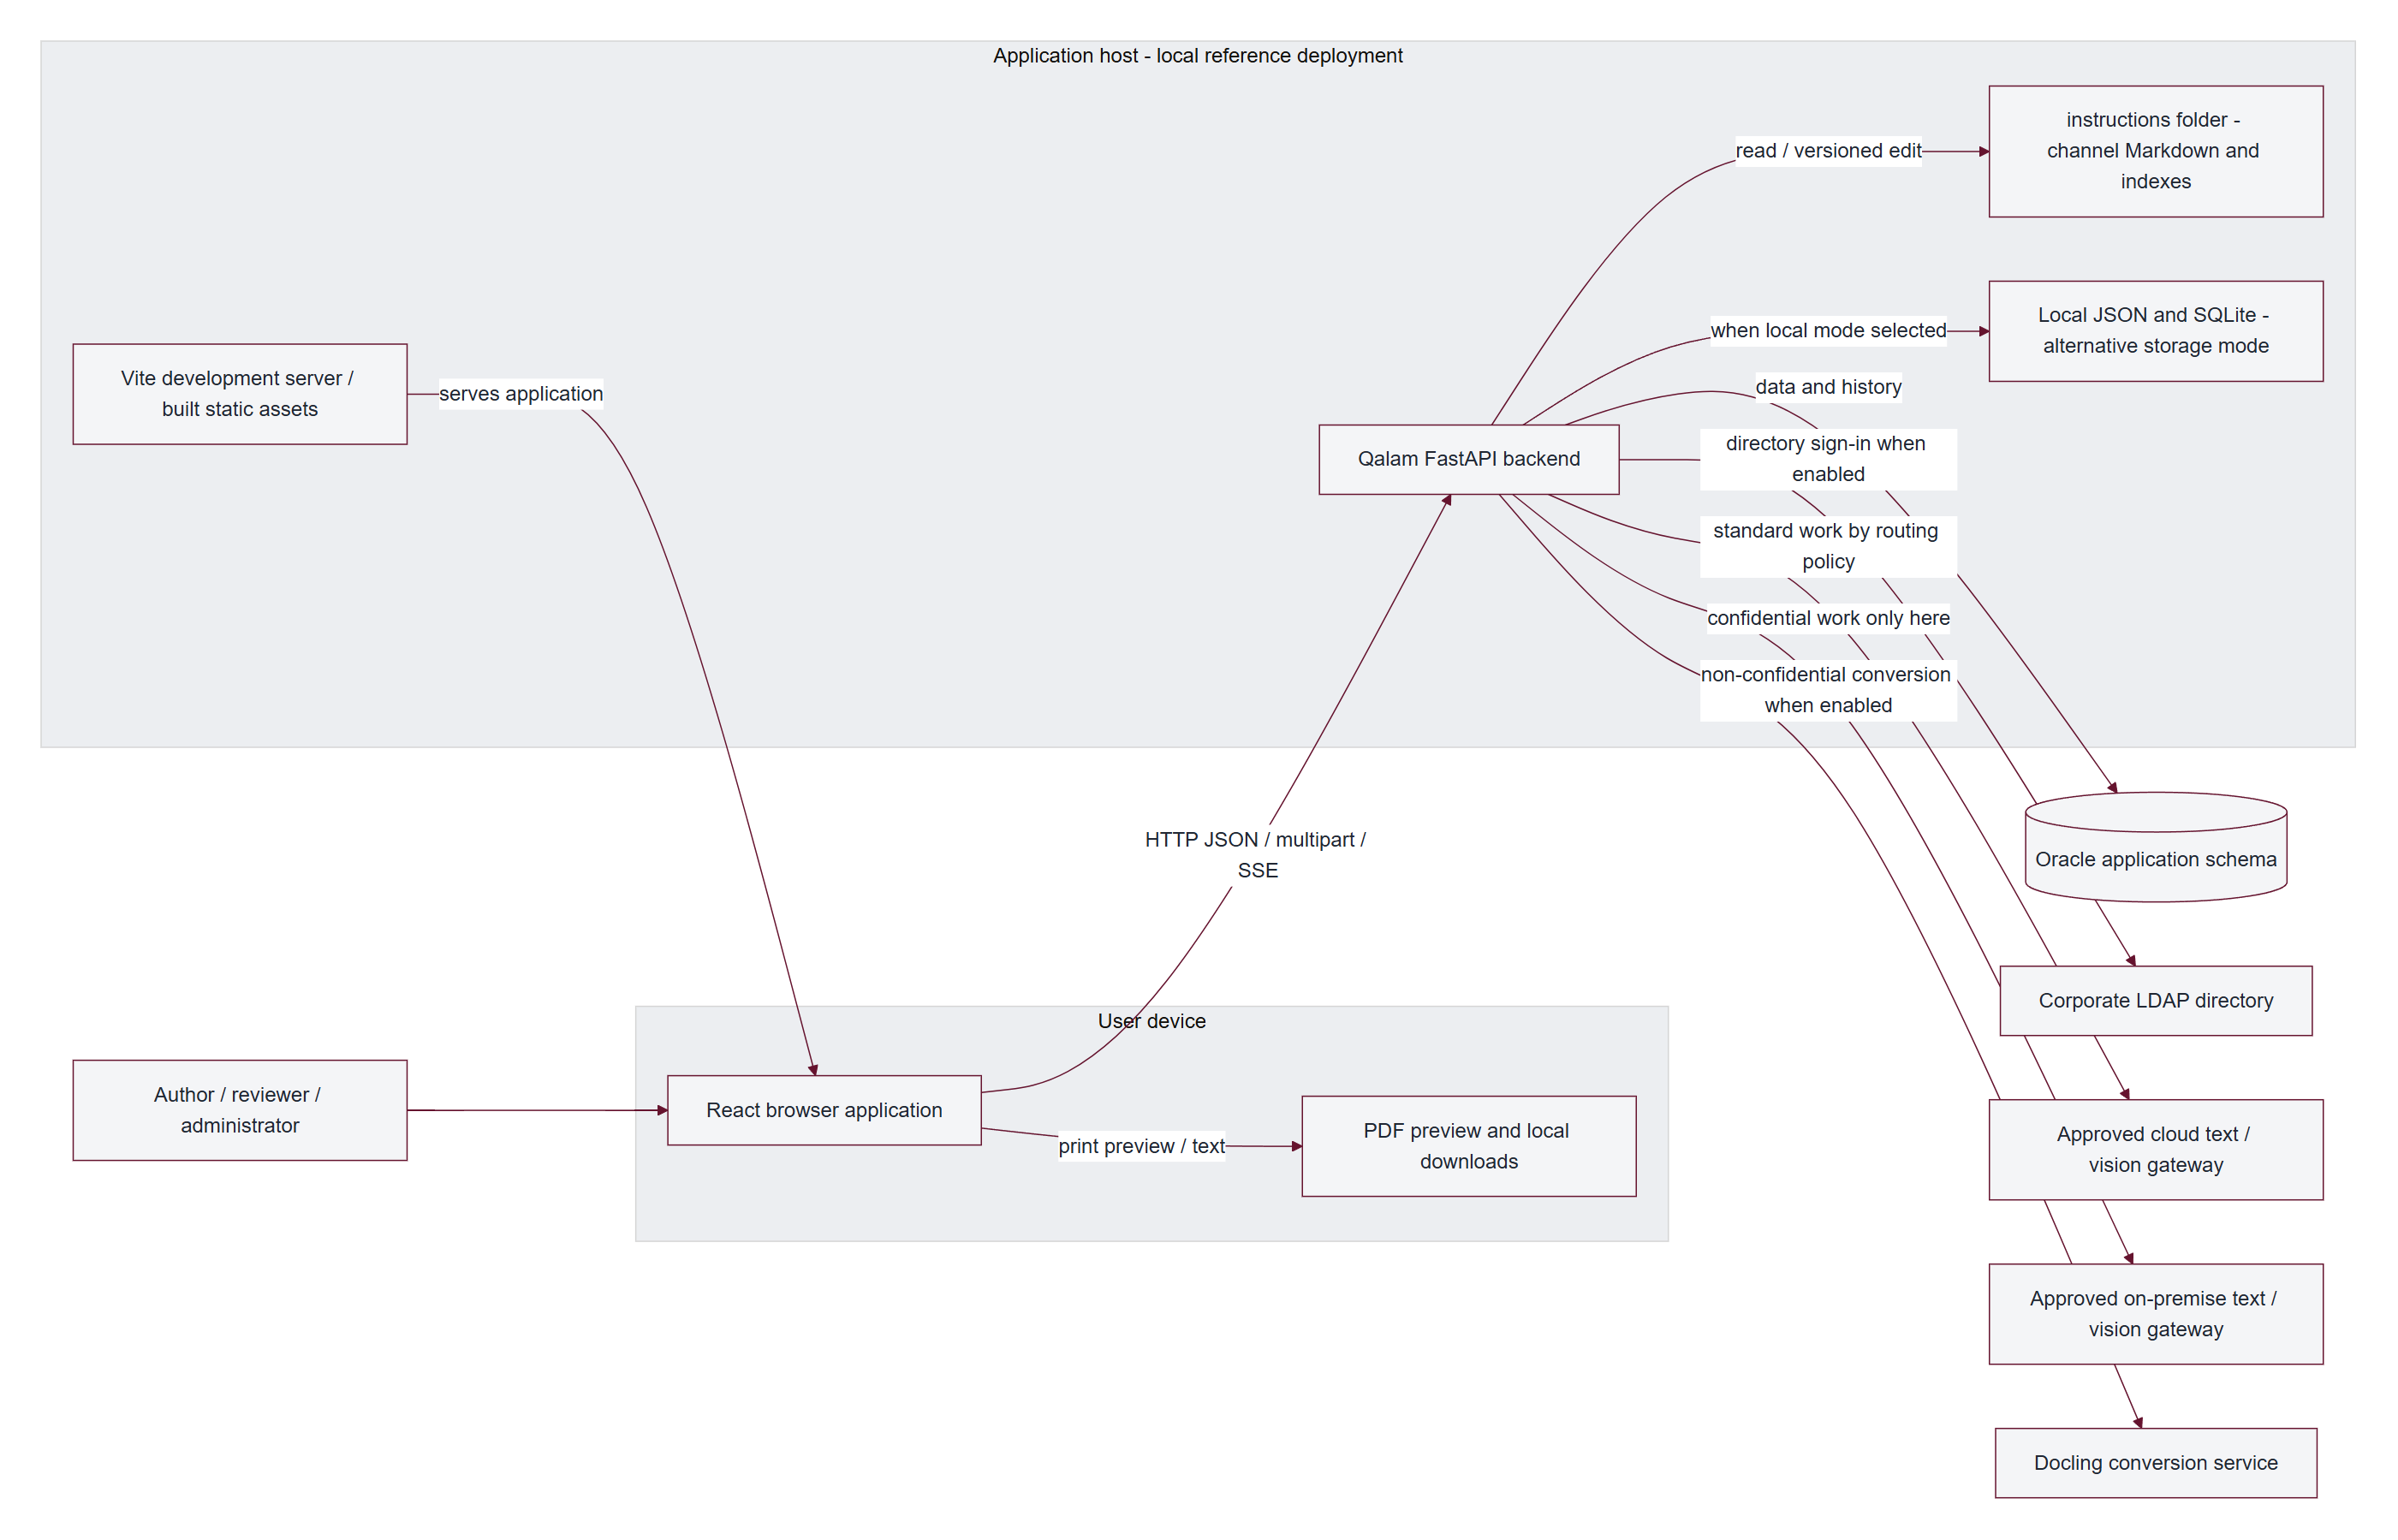 Application host - local reference deployment
instructions folder -
channel Markdown and
indexes
read / versioned edit
Local JSON and SQLite -
alternative storage mode
when local mode selected
Vite development server /
built static assets
serves application
data and history
Qalam FastAPI backend
directory sign-in when
enabled
standard work by routing
policy
confidential work only here
non-confidential conversion
when enabled
HTTP JSON / multipart /
SSE
Oracle application schema
Corporate LDAP directory
User device
Author / reviewer /
administrator
React browser application
print preview / text
PDF preview and local
downloads
Approved cloud text /
vision gateway
Approved on-premise text /
vision gateway
Docling conversion service